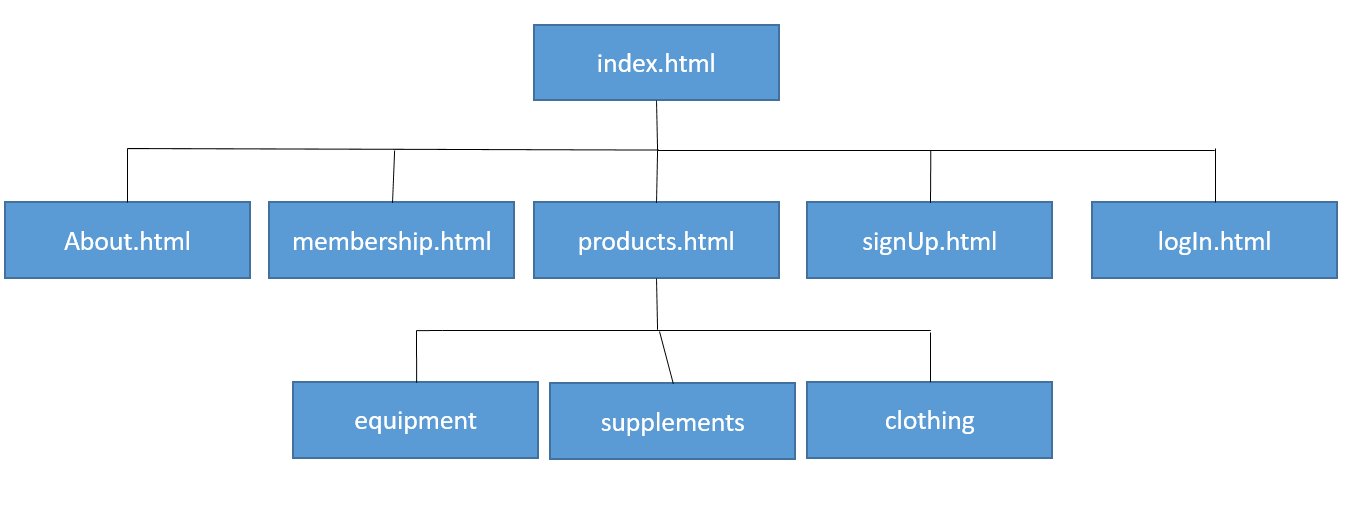 index.html
About.html
membership.html
products.html
signUp.html
logIn.html
equipment
supplements
clothing